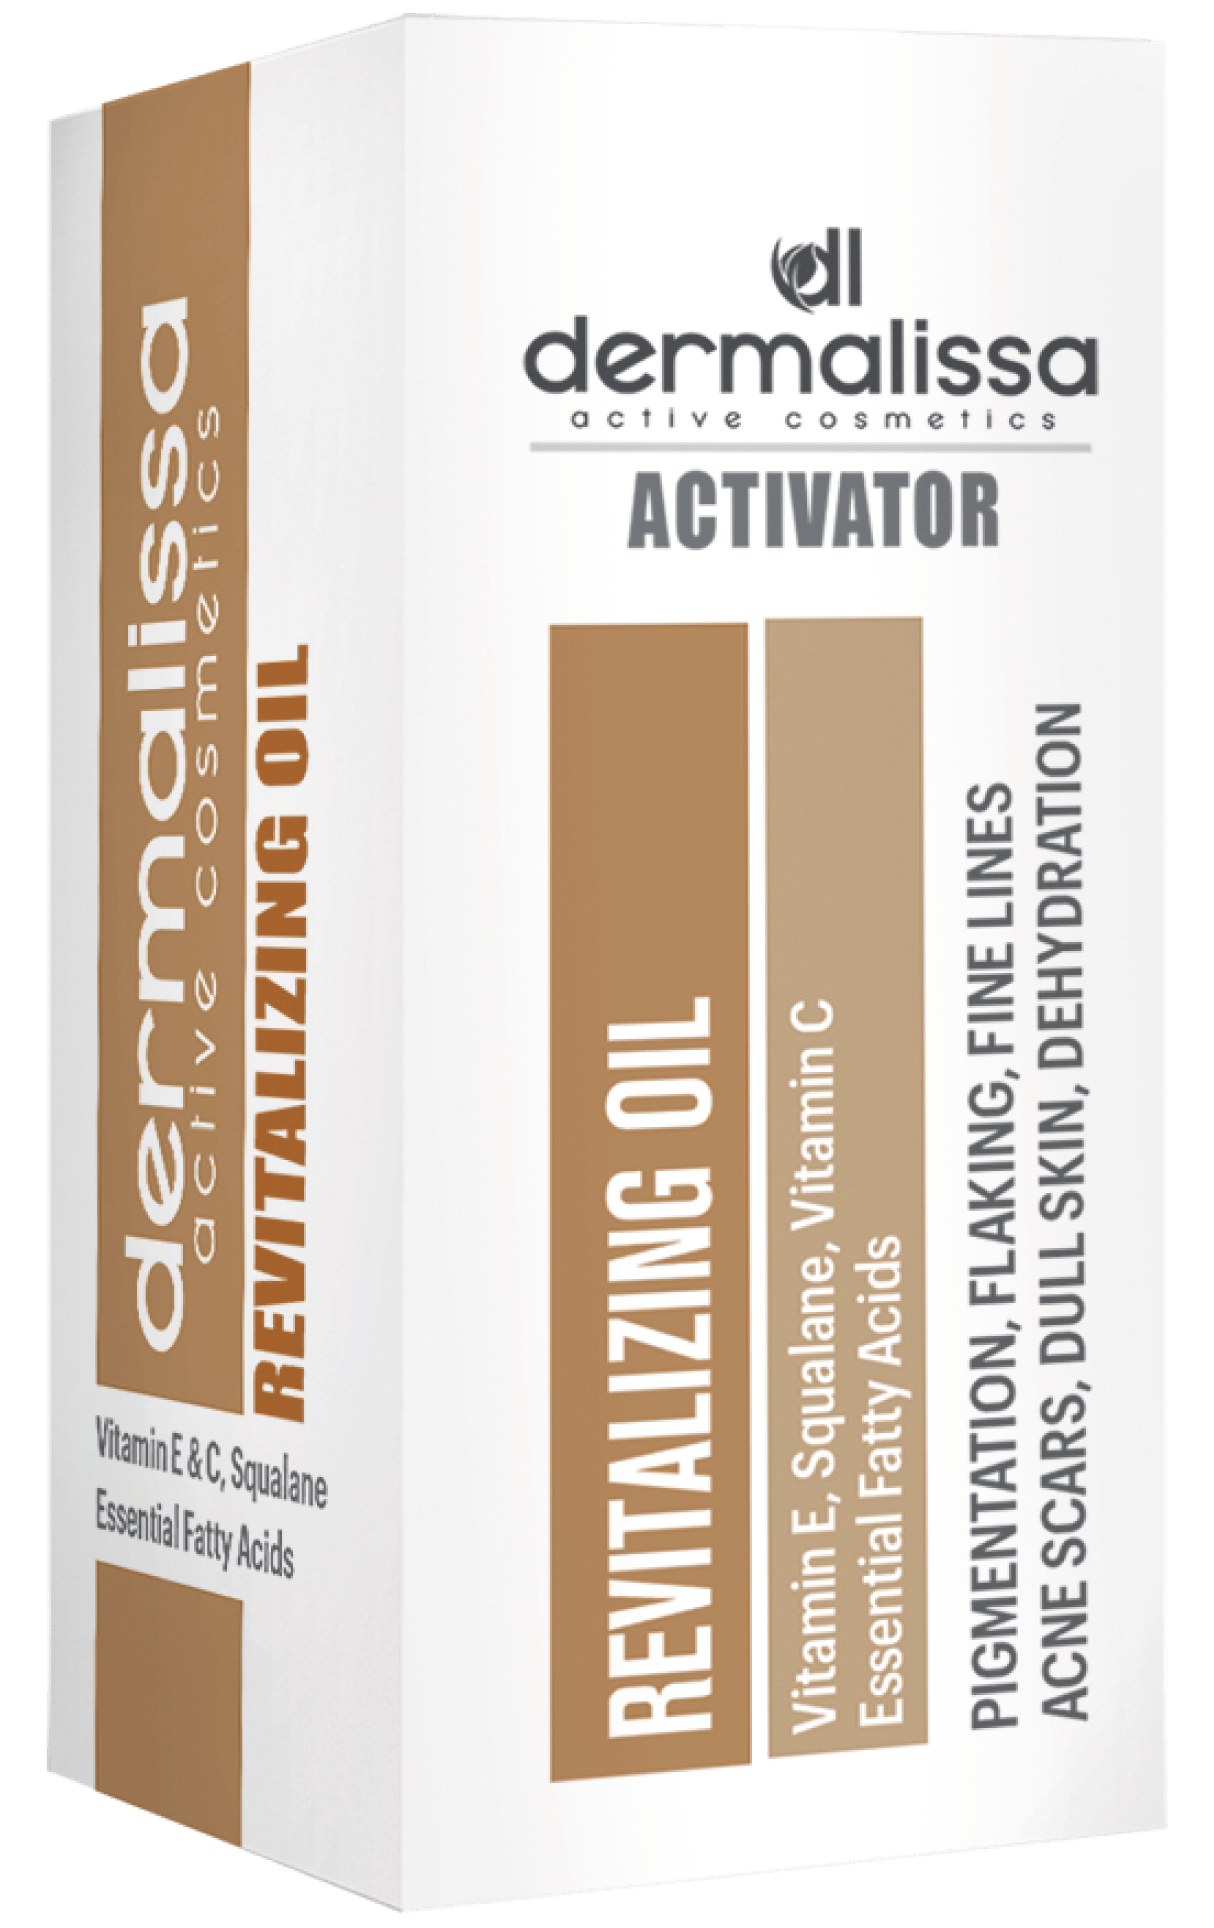 dermalissa
active cosmetics
REVITALIZING OIL
Vitamin E & C, Squalane
Essential Fatty Acids
dl
dermalissa
active cosmetics
ACTIVATOR
REVITALIZING OIL
Vitamin E, Squalane, Vitamin C
Essential Fatty Acids
PIGMENTATION, FLAKING, FINE LINES
ACNE SCARS, DULL SKIN, DEHYDRATION